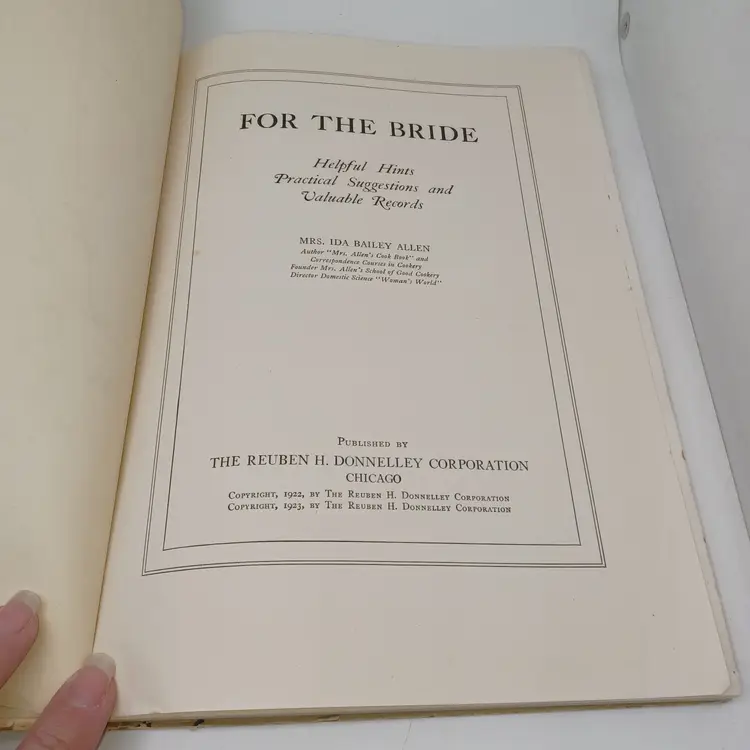 FOR THE BRIDE
Helpful Hints
Practical Suggestions and
Valuable Records
MRS. IDA BAILEY ALLEN
Author "Mrs. Allen's Cook Book" and
Correspondence Courses in Cookery
Founder Mrs. Allen's School of Good Cookery
Director Domestic Science "Woman's World"
PUBLISHED BY
THE REUBEN H. DONNELLEY CORPORATION
CHICAGO
COPYRIGHT, 1922, BY THE REUBEN H. DONNELLEY CORPORATION
COPYRIGHT, 1923, BY THE REUBEN H. DONNELLEY CORPORATION